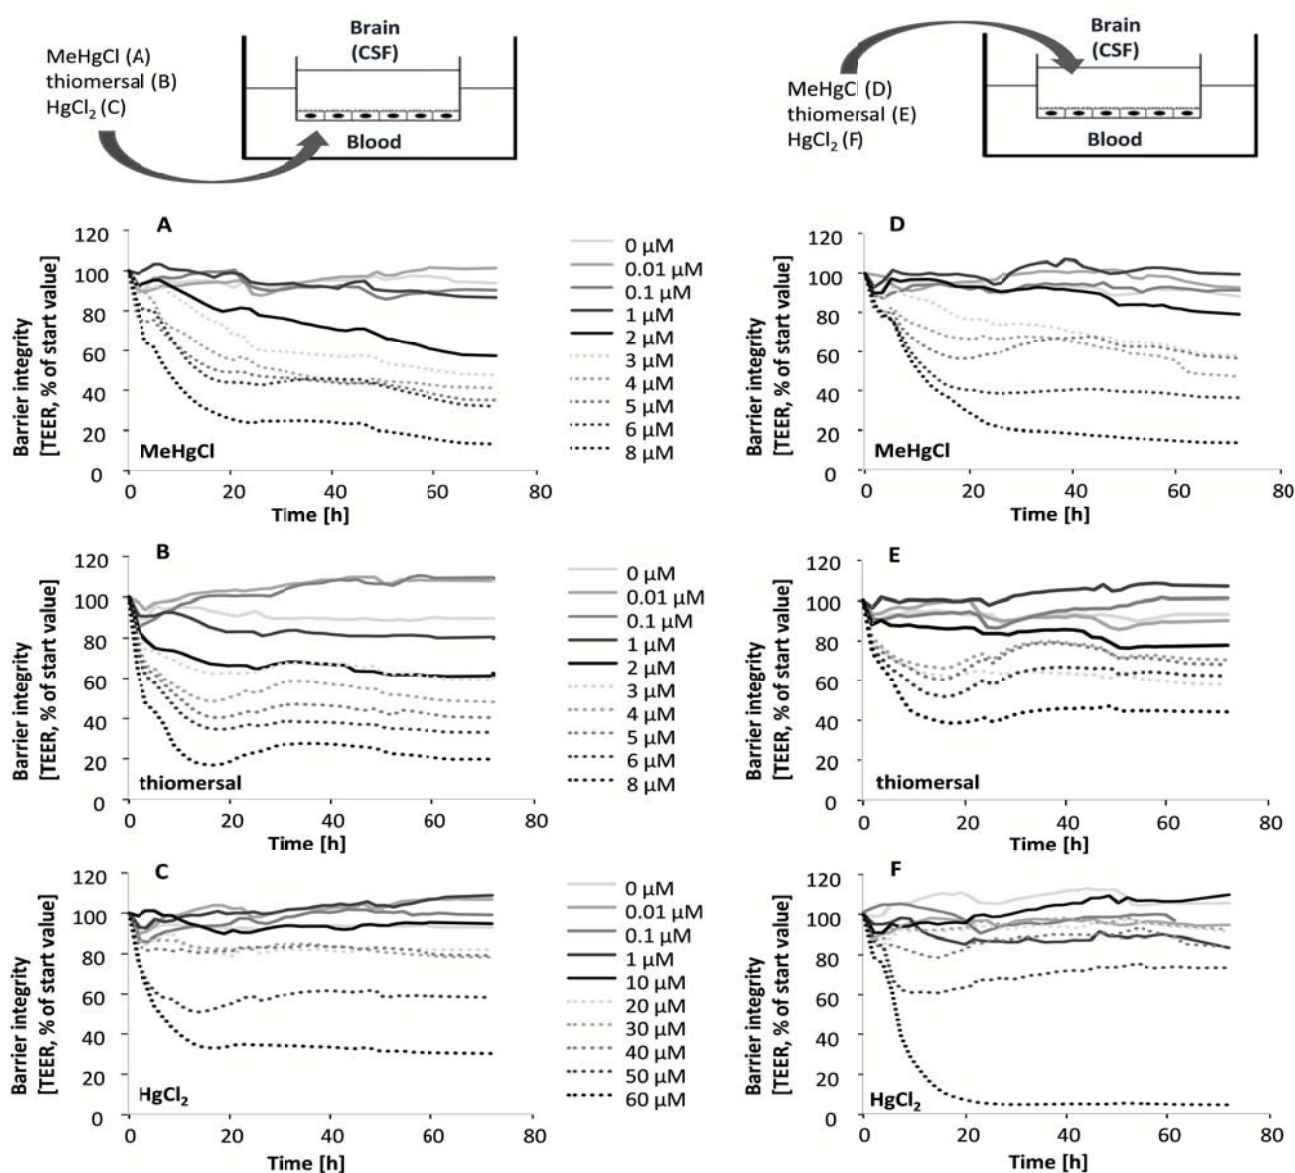 Brain
(CSF)
MeHgCl (A)
thiomersal (B)
HgCl2 (C)
Blood
Brain
(CSF)
MeHgCl (D)
thiomersal (E)
HgCl2 (F)
Blood
A
Barrier integrity
[TEER, % of start value]
120
100
80
60
40
20
0
MeHgCl
0 20 40 60 80
Time [h]
0 µM
0.01 µM
0.1 µM
1 µM
2 µM
3 µM
4 µM
5 µM
6 µM
8 µM
D
Barrier integrity
[TEER, % of start value]
120
100
80
60
40
20
0
MeHgCl
0 20 40 60 80
Time [h]
B
Barrier integrity
[TEER, % of start value]
120
100
80
60
40
20
0
thiomersal
0 20 40 60 80
Time [h]
0 µM
0.01 µM
0.1 µM
1 µM
2 µM
3 µM
4 µM
5 µM
6 µM
8 µM
E
Barrier integrity
[TEER, % of start value]
120
100
80
60
40
20
0
thiomersal
0 20 40 60 80
Time [h]
C
Barrier integrity
[TEER, % of start value]
120
100
80
60
40
20
0
HgCl2
0 20 40 60 80
Time [h]
0 µM
0.01 µM
0.1 µM
1 µM
10 µM
20 µM
30 µM
40 µM
50 µM
60 µM
F
Barrier integrity
[TEER, % of start value]
120
100
80
60
40
20
0
HgCl2
0 20 40 60 80
Time [h]